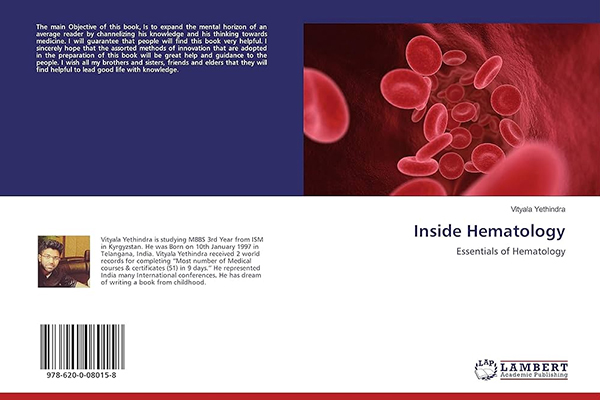 The main Objective of this book, Is to expand the mental horizon of an
average reader by channelizing his knowledge and his thinking towards
medicine. I will guarantee that people will find this book very helpful. I
sincerely hope that the assorted methods of innovation that are adopted
in the preparation of this book will be great help and guidance to the
people. I wish all my brothers and sisters, friends and elders that they will
find helpful to lead good life with knowledge.
Vityala Yethindra
Inside Hematology
Essentials of Hematology
Vityala Yethindra is studying MBBS 3rd Year from ISM
in Kyrgyzstan. He was Born on 10th January 1997 in
Telangana, India. Vityala Yethindra received 2 world
records for completing "Most number of Medical
courses & certificates (51) in 9 days." He represented
India many International conferences. He has dream
of writing a book from childhood.
978-620-0-08015-8
LAP
LAMBERT
Academic Publishing